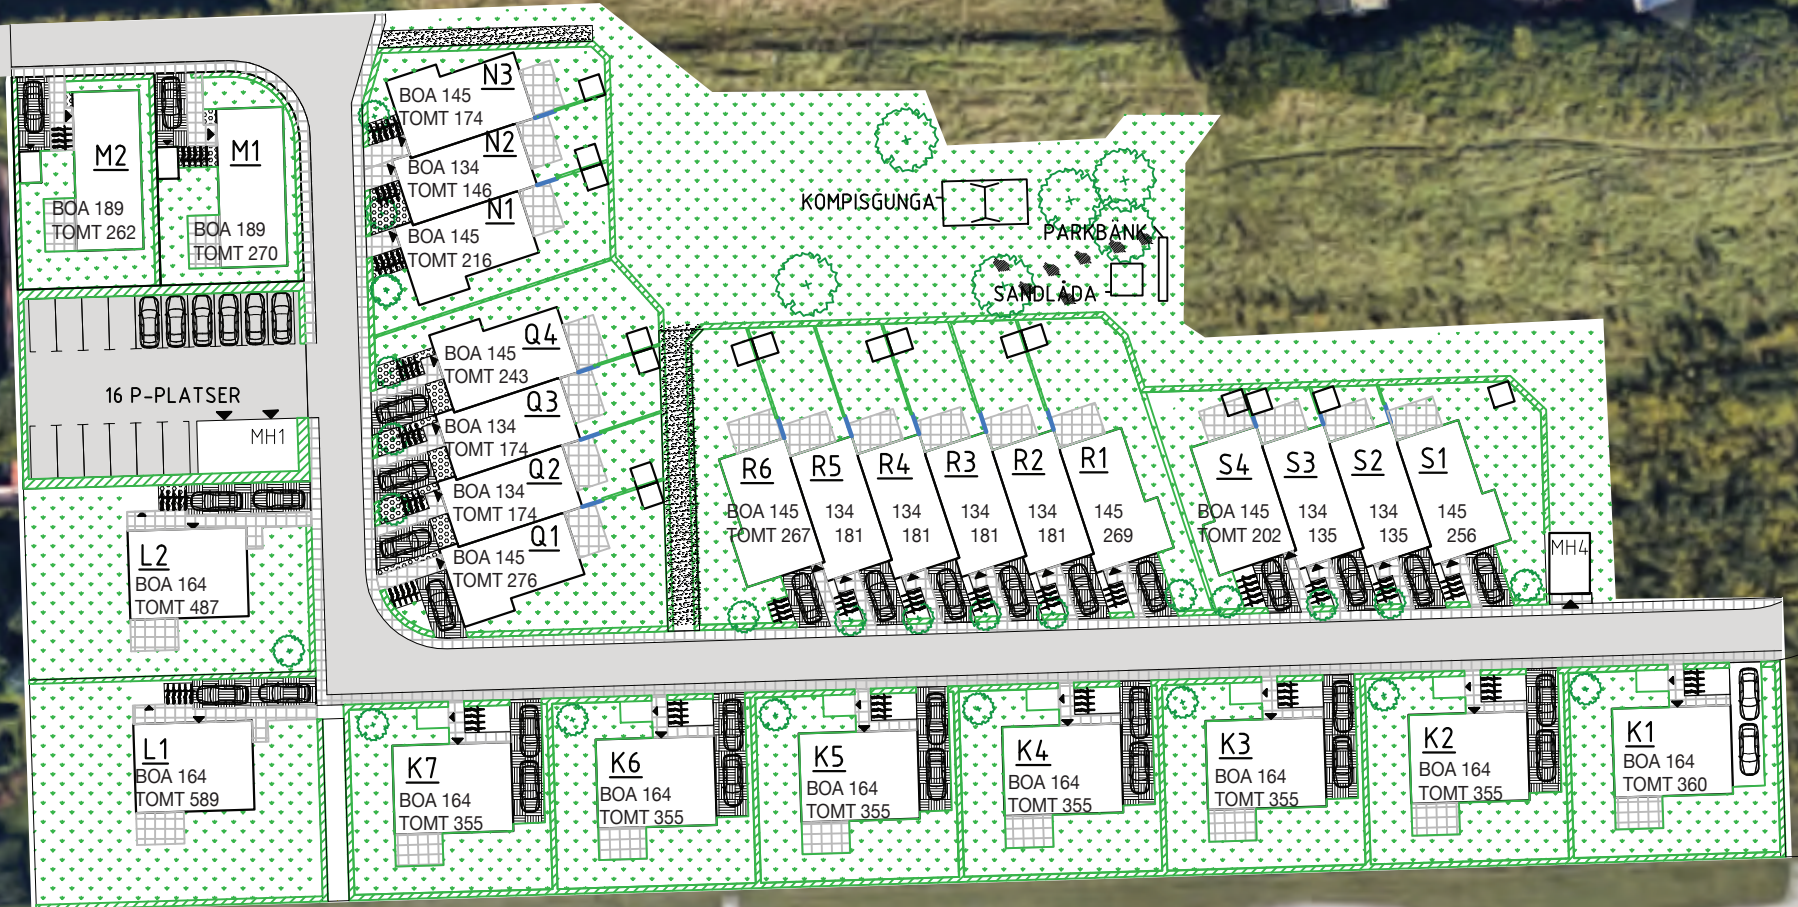 N3
BOA 145
TOMT 174
N2
BOA 134
TOMT 146
N1
BOA 145
TOMT 216
M2
BOA 189
TOMT 262
M1
BOA 189
TOMT 270
KOMPISGUNGA
PARKBÄNK
SANDLÅDA
16 P-PLATSER
MH1
Q4
BOA 145
TOMT 243
Q3
BOA 134
TOMT 174
Q2
BOA 134
TOMT 174
Q1
BOA 145
TOMT 276
R6
BOA 145
TOMT 267
R5
134
181
R4
134
181
R3
134
181
R2
134
181
R1
145
269
S4
BOA 145
TOMT 202
S3
134
135
S2
134
135
S1
145
256
MH4
L2
BOA 164
TOMT 487
L1
BOA 164
TOMT 589
K7
BOA 164
TOMT 355
K6
BOA 164
TOMT 355
K5
BOA 164
TOMT 355
K4
BOA 164
TOMT 355
K3
BOA 164
TOMT 355
K2
BOA 164
TOMT 355
K1
BOA 164
TOMT 360